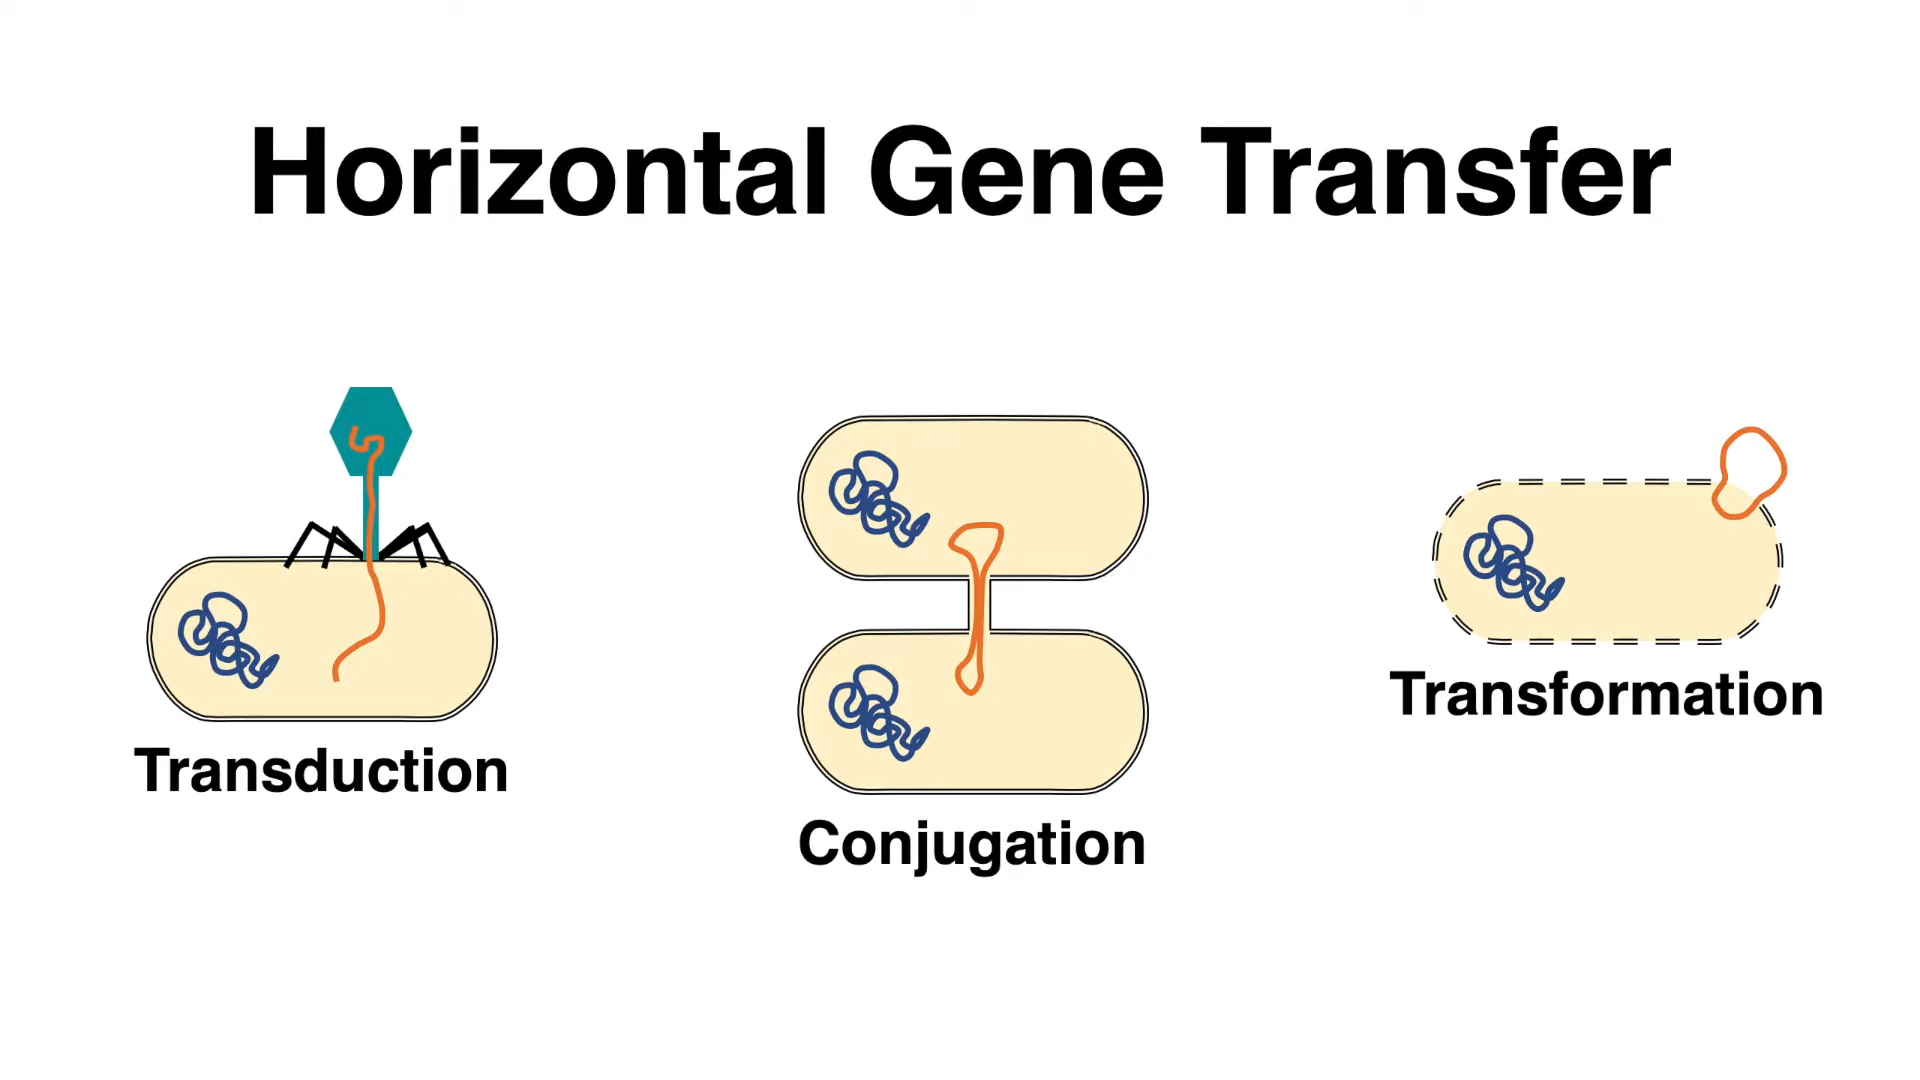 Horizontal Gene Transfer
Transduction
Conjugation
Transformation